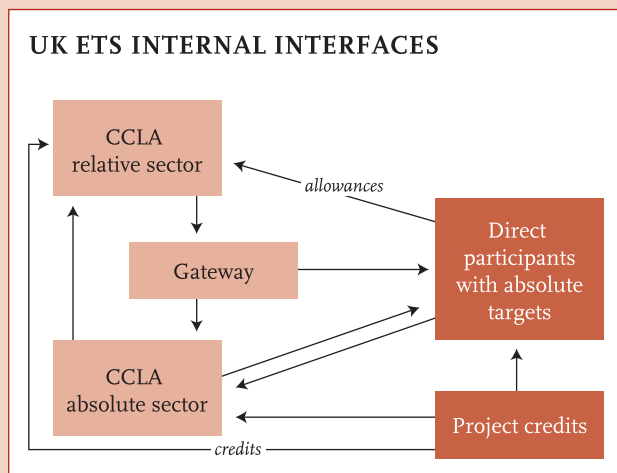 UK ETS INTERNAL INTERFACES
CCLA
relative sector
allowances
Direct
participants
with absolute
targets
Gateway
CCLA
absolute sector
Project credits
credits